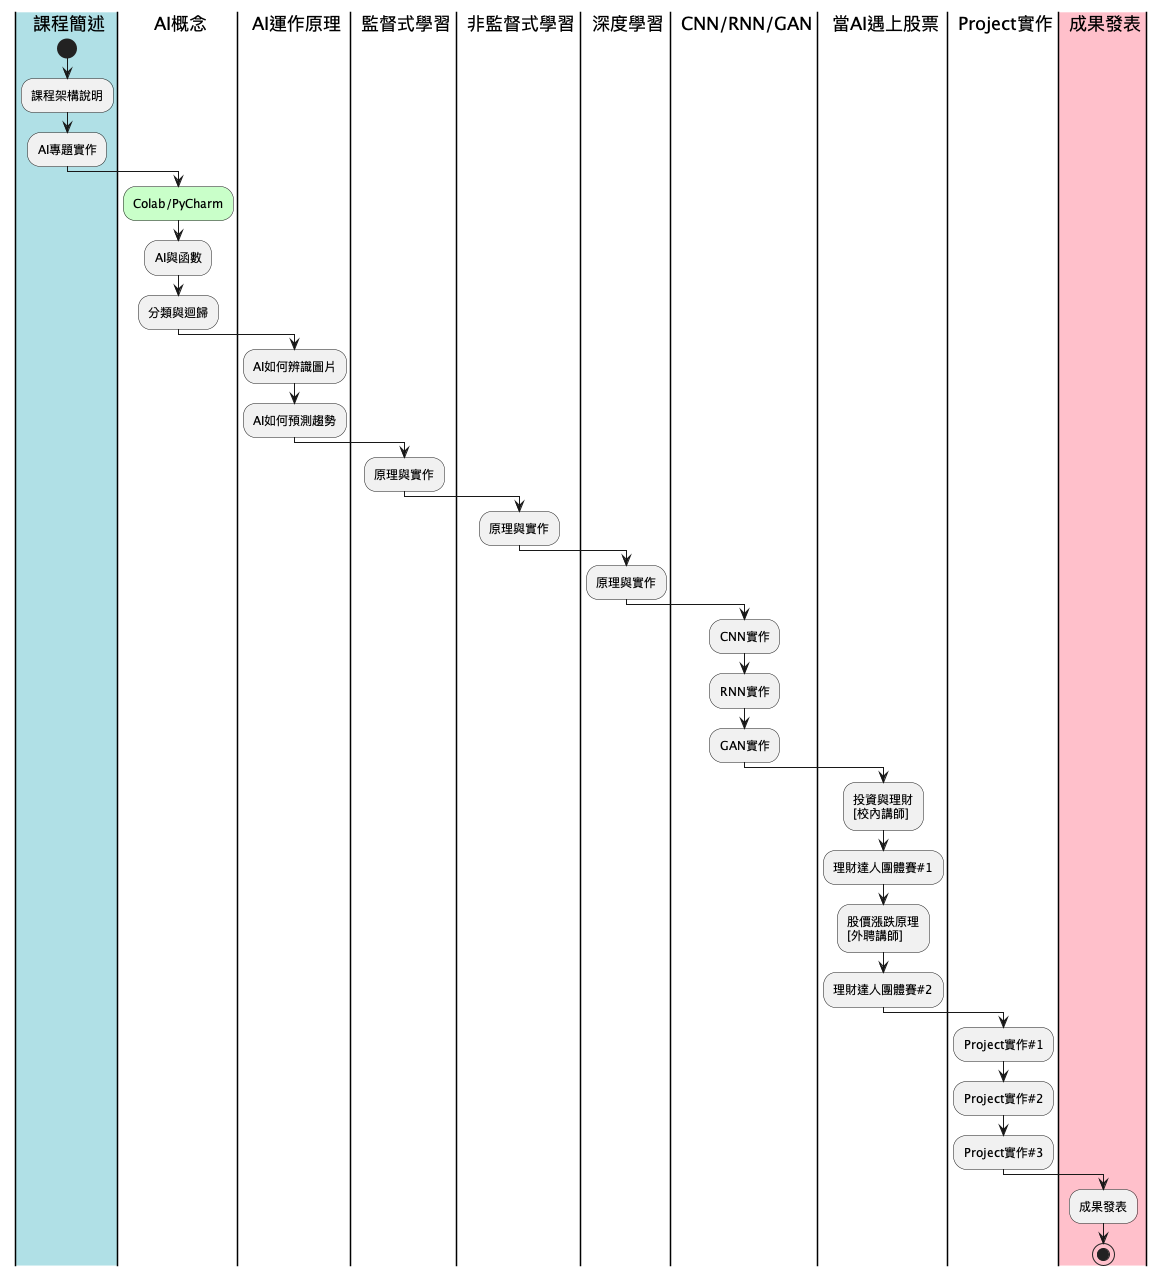 課程簡述
AI概念
AI運作原理
監督式學習
非監督式學習
深度學習
CNN/RNN/GAN
當AI遇上股票
Project實作
成果發表
課程架構說明
AI專題實作
Colab/PyCharm
AI與函數
分類與迴歸
AI如何辨識圖片
AI如何預測趨勢
原理與實作
原理與實作
原理與實作
CNN實作
RNN實作
GAN實作
投資與理財
[校內講師]
理財達人團體賽#1
股價漲跌原理
[外聘講師]
理財達人團體賽#2
Project實作#1
Project實作#2
Project實作#3
成果發表